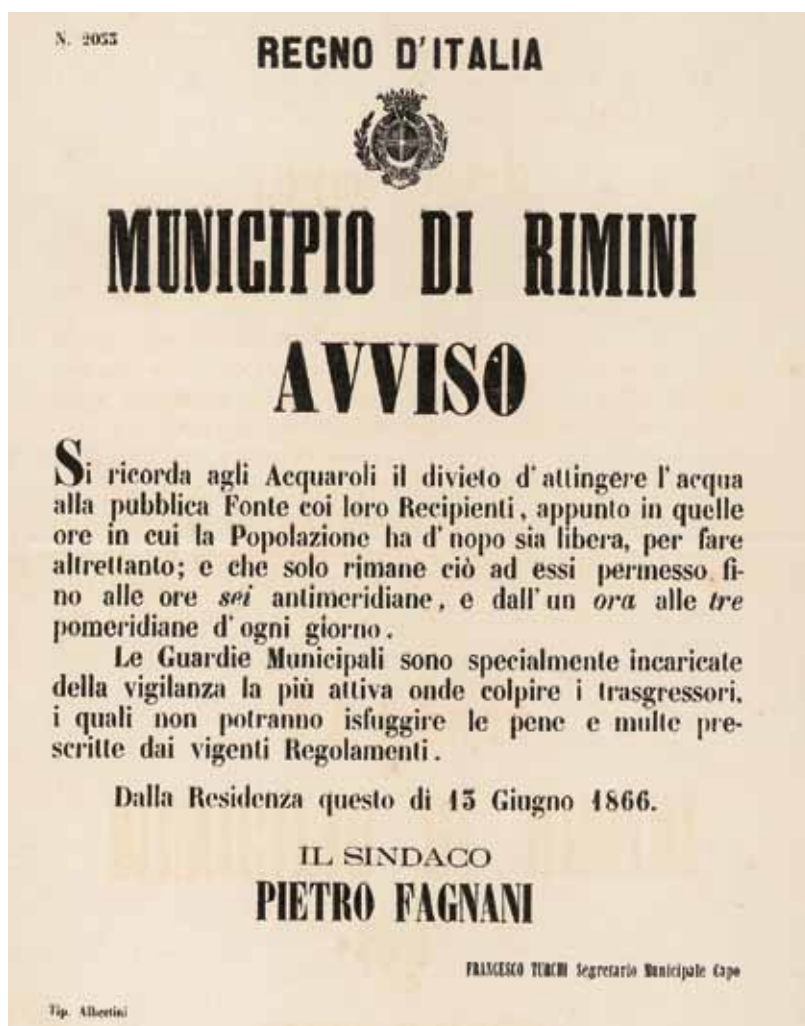 N. 2053
REGNO D'ITALIA
MUNICIPIO DI RIMINI
AVVISO
Si ricorda agli Acquaroli il divieto d'attingere l'acqua
alla pubblica Fonte coi loro Recipienti, appunto in quelle
ore in cui la Popolazione ha d'uopo sia libera, per fare
altrettanto; e che solo rimane ciò ad essi permesso fi-
no alle ore sei antimeridiane, e dall'un ora alle tre
pomeridiane d'ogni giorno.
Le Guardie Municipali sono specialmente incaricate
della vigilanza la più attiva onde colpire i trasgressori,
i quali non potranno isfuggire le pene e multe pre-
scritte dai vigenti Regolamenti.
Dalla Residenza questo di 13 Giugno 1866.
IL SINDACO
PIETRO FAGNANI
FRANCESCO TURCHI Segretario Municipale Capo
Tip. Albertini